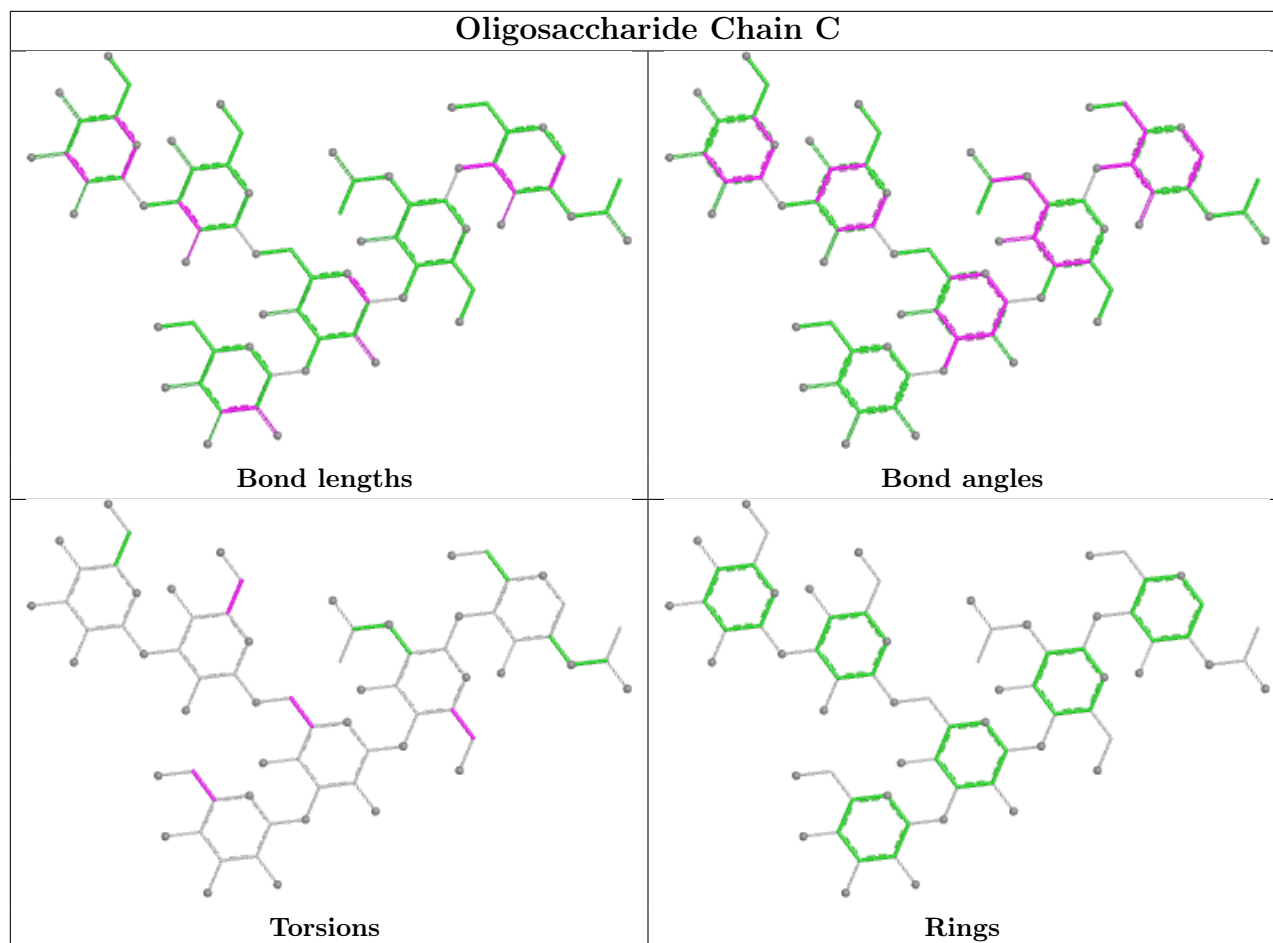 Oligosaccharide Chain C
Bond lengths
Bond angles
Torsions
Rings